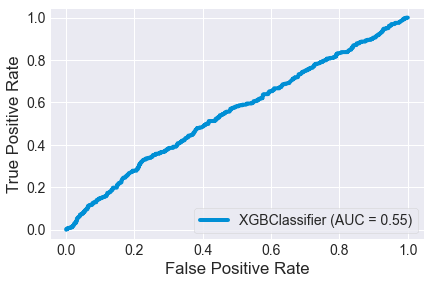 1.0
0.8
0.6
0.4
0.2
0.0
True Positive Rate
XGBClassifier (AUC = 0.55)
0.0 0.2 0.4 0.6 0.8 1.0
False Positive Rate